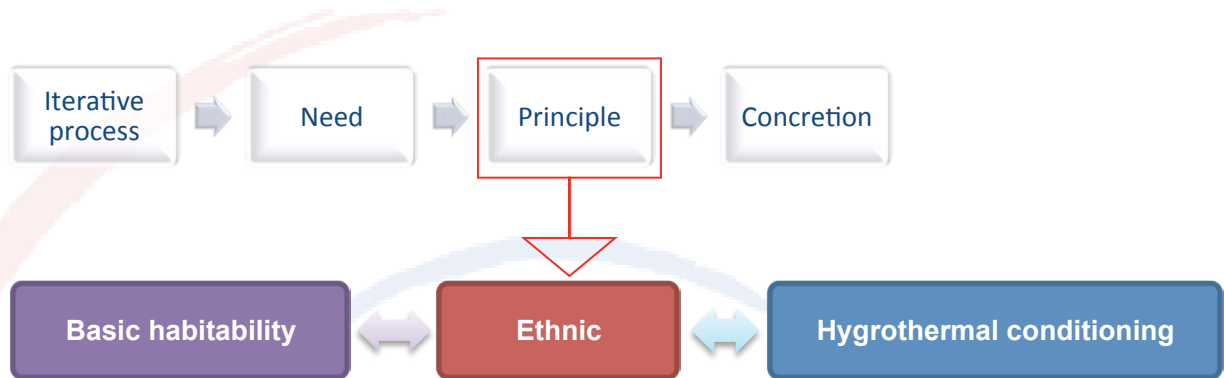 Iterative
process
Need
Principle
Concretion
Basic habitability
Ethnic
Hygrothermal conditioning